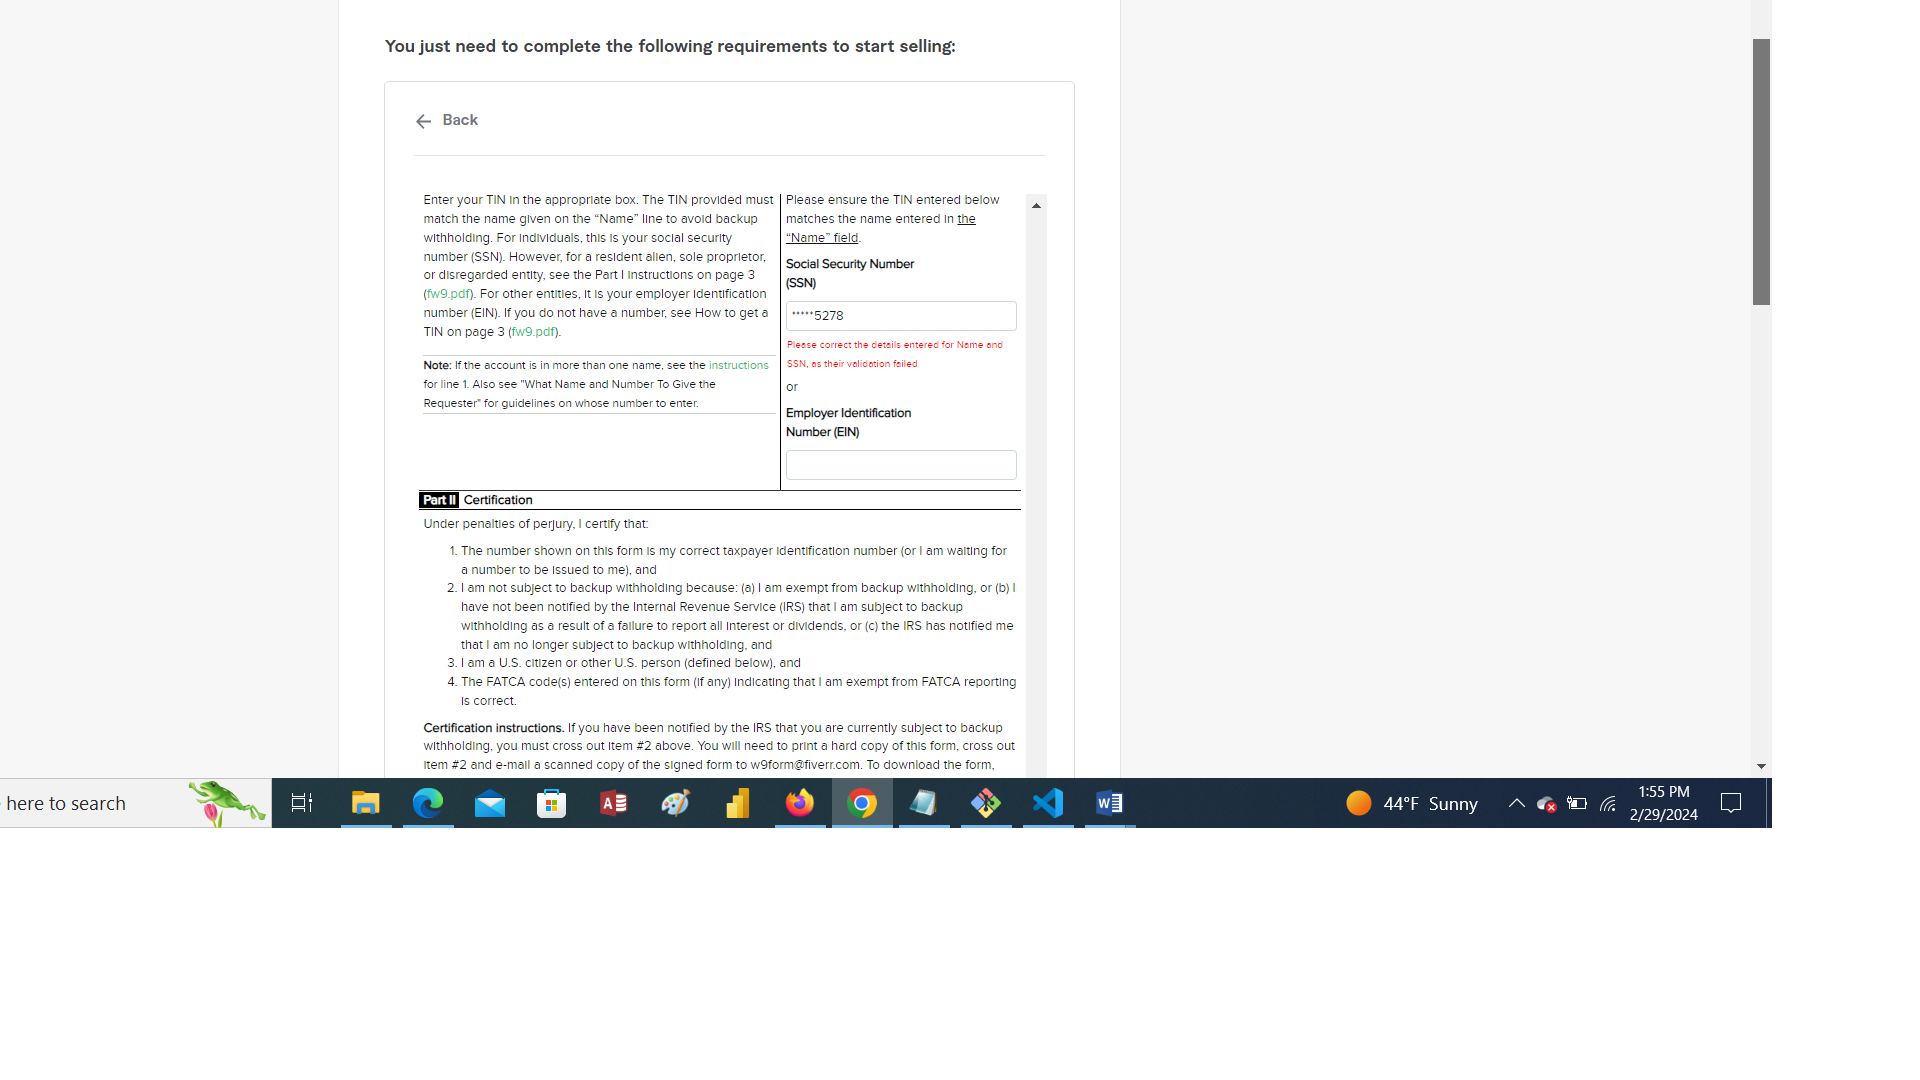 You just need to complete the following requirements to start selling:
Back
Enter your TIN in the appropriate box. The TIN provided must
match the name given on the “Name” line to avoid backup
withholding. For individuals, this is your social security
number (SSN). However, for a resident alien, sole proprietor,
or disregarded entity, see the Part I instructions on page 3
(fw9.pdf). For other entities, it is your employer identification
number (EIN). If you do not have a number, see How to get a
TIN on page 3 (fw9.pdf).
Note: If the account is in more than one name, see the instructions
for line 1. Also see "What Name and Number To Give the
Requester" for guidelines on whose number to enter.
Please ensure the TIN entered below
matches the name entered in the
“Name” field.
Social Security Number
(SSN)
*****5278
Please correct the details entered for Name and
SSN, as their validation failed
or
Employer Identification
Number (EIN)
Part II Certification
Under penalties of perjury, I certify that:
1. The number shown on this form is my correct taxpayer identification number (or I am waiting for
a number to be issued to me), and
2. I am not subject to backup withholding because: (a) I am exempt from backup withholding, or (b) I
have not been notified by the Internal Revenue Service (IRS) that I am subject to backup
withholding as a result of a failure to report all interest or dividends, or (c) the IRS has notified me
that I am no longer subject to backup withholding, and
3. I am a U.S. citizen or other U.S. person (defined below), and
4. The FATCA code(s) entered on this form (if any) indicating that I am exempt from FATCA reporting
is correct.
Certification instructions. If you have been notified by the IRS that you are currently subject to backup
withholding, you must cross out item #2 above. You will need to print a hard copy of this form, cross out
item #2 and e-mail a scanned copy of the signed form to w9form@fiverr.com. To download the form,
here to search
44°F Sunny
1:55 PM
2/29/2024